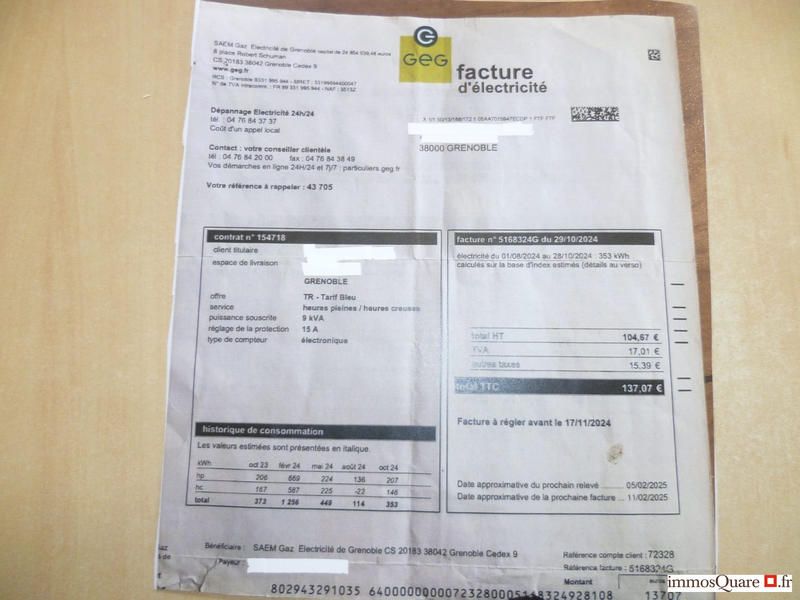 GEG
facture
d'électricité
SAEM Gaz Electricité de Grenoble capital de 24 854 539,48 euros
8 place Robert Schuman
CS 20183 38042 Grenoble Cedex 9
www.geg.fr
Dépannage Electricité 24h/24
tél. : 04 76 84 37 37
Coût d'un appel local
Contact : votre conseiller clientèle
tél : 04 76 84 20 00 fax : 04 76 84 38 49
Vos démarches en ligne 24H/24 et 7j/7 : particuliers.geg.fr
Votre référence à rappeler : 43 705
38000 GRENOBLE
contrat n° 154718
client titulaire
espace de livraison
GRENOBLE
offre TR - Tarif Bleu
service heures pleines / heures creuses
puissance souscrite 9 kVA
réglage de la protection 15 A
type de compteur électronique
historique de consommation
Les valeurs estimées sont présentées en italique.
kWh oct 23 févr 24 mai 24 août 24 oct 24
hp 206 669 224 136 207
hc 167 587 225 -22 146
total 373 1 256 449 114 353
facture n° 5168324G du 29/10/2024
électricité du 01/08/2024 au 28/10/2024 : 353 kWh
calculés sur la base d'index estimés (détails au verso)
total HT 104,67 €
TVA 17,01 €
autres taxes 15,39 €
total TTC 137,07 €
Facture à régler avant le 17/11/2024
Date approximative du prochain relevé ..... 05/02/2025
Date approximative de la prochaine facture ... 11/02/2025
Bénéficiaire : SAEM Gaz Electricité de Grenoble CS 20183 38042 Grenoble Cedex 9
Payeur :
Référence compte client : 72328
Référence facture : 5168324G
Montant
802943291035 640000000000723280005118324928108 13707
immosQuare.fr